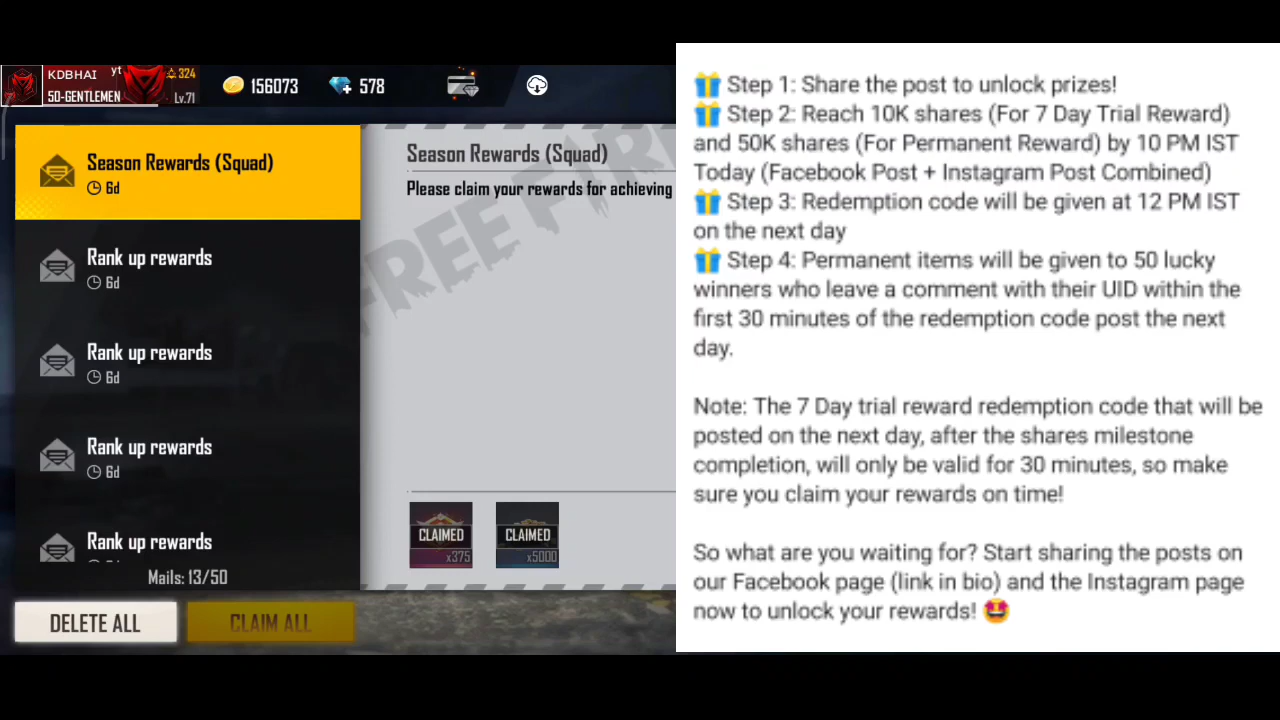 KDBHAI yt
324
50-GENTLEMEN
Lv.71
156073
578
Season Rewards (Squad)
6d
Rank up rewards
6d
Rank up rewards
6d
Rank up rewards
6d
Rank up rewards
Mails: 13/50
DELETE ALL
CLAIM ALL
Season Rewards (Squad)
Please claim your rewards for achieving
FREE FIRE
CLAIMED
x375
CLAIMED
x5000
Step 1: Share the post to unlock prizes!
Step 2: Reach 10K shares (For 7 Day Trial Reward)
and 50K shares (For Permanent Reward) by 10 PM IST
Today (Facebook Post + Instagram Post Combined)
Step 3: Redemption code will be given at 12 PM IST
on the next day
Step 4: Permanent items will be given to 50 lucky
winners who leave a comment with their UID within the
first 30 minutes of the redemption code post the next
day.
Note: The 7 Day trial reward redemption code that will be
posted on the next day, after the shares milestone
completion, will only be valid for 30 minutes, so make
sure you claim your rewards on time!
So what are you waiting for? Start sharing the posts on
our Facebook page (link in bio) and the Instagram page
now to unlock your rewards! 🤩